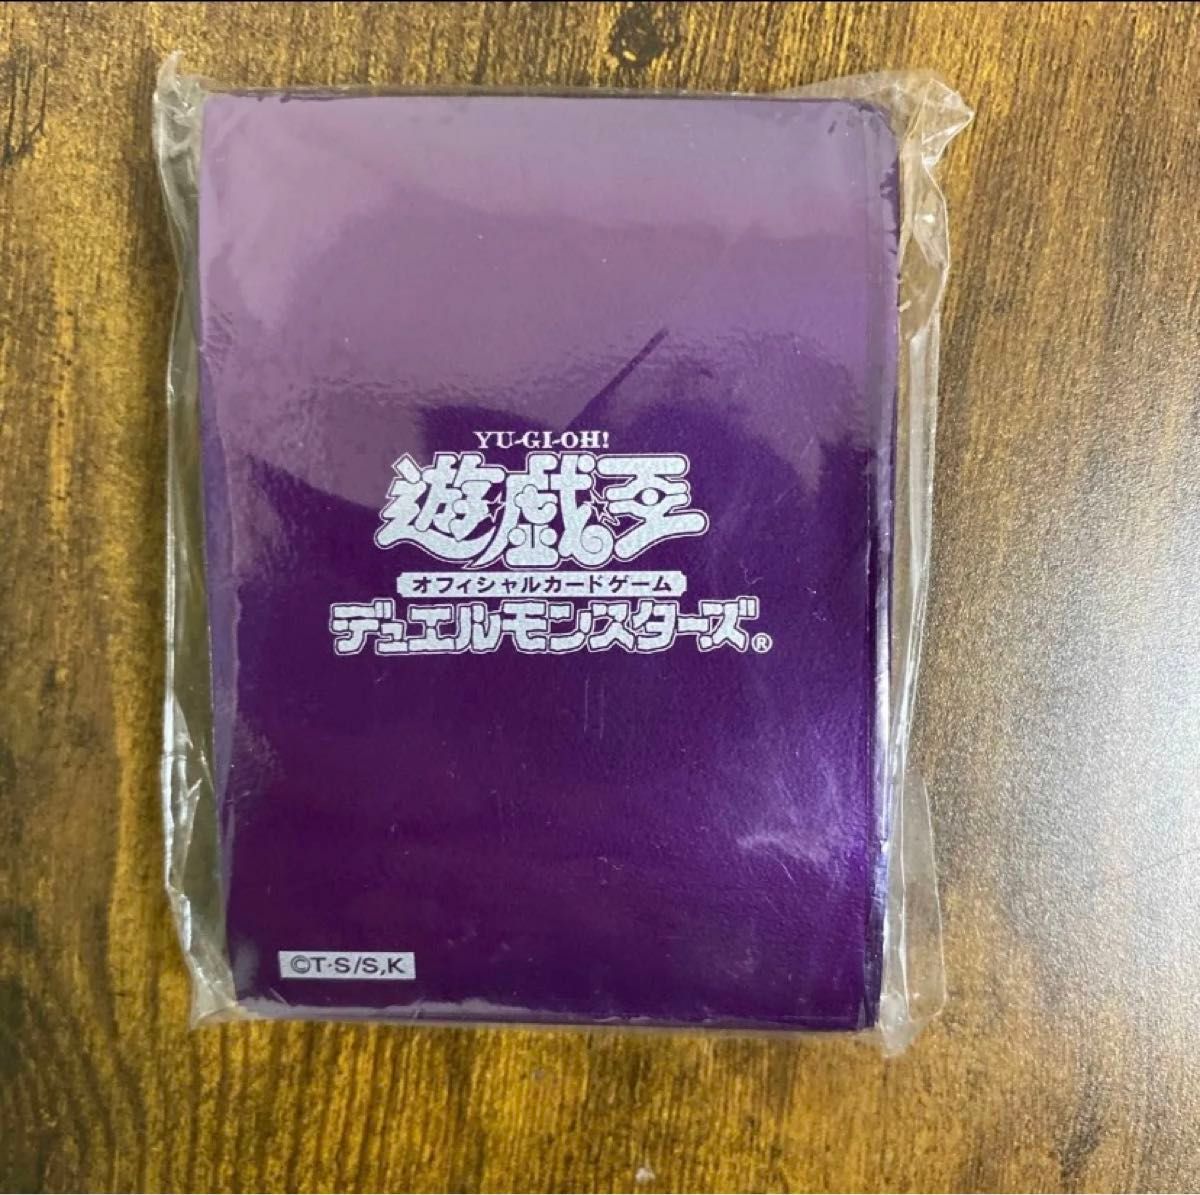 YU-GI-OH!
遊戯王
オフィシャルカードゲーム
デュエルモンスターズ®
©T·S/S,K